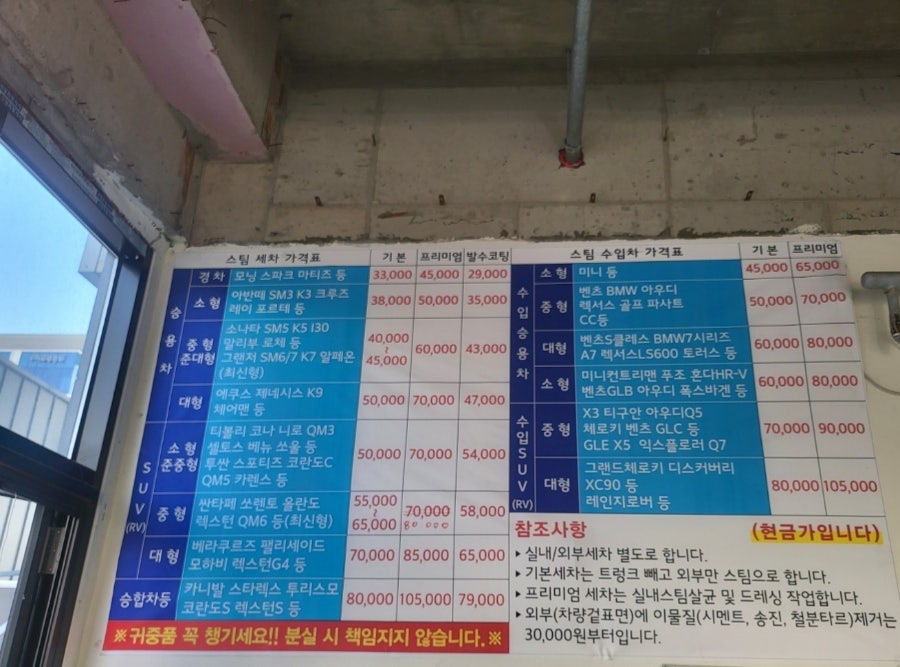 스팀 세차 가격표 기 본 프리미엄 발수코팅
승용차
경차 모닝 스파크 마티즈 등 33,000 45,000 29,000
소 형 아반떼 SM3 K3 크루즈
레이 포르테 등 38,000 50,000 35,000
중 형
준대형
소나타 SM5 K5 I30
말리부 로체 등
그랜저 SM6/7 K7 알페온
(최신형)
40,000
~
45,000
60,000 43,000
대형 에쿠스 제네시스 K9
체어맨 등 50,000 70,000 47,000
SUV
(RV)
소 형
준중형
티볼리 코나 니로 QM3
셀토스 베뉴 쏘울 등
투싼 스포티즈 코란도C
QM5 카렌스 등
50,000 70,000 54,000
중 형 싼타페 쏘렌토 올란도
렉스턴 QM6 등(최신형)
55,000
~
65,000
70,000
80 000
58,000
대 형 베라쿠르즈 팰리세이드
모하비 렉스턴G4 등 70,000 85,000 65,000
승합차등 카니발 스타렉스 투리스모
코란도S 렉스턴S 등 80,000 105,000 79,000
※귀중품 꼭 챙기세요!! 분실 시 책임지지 않습니다.※
스팀 수입차 가격표 기 본 프리미엄
수입승용차
소 형 미니 등 45,000 65,000
중 형 벤츠 BMW 아우디
렉서스 골프 파사트
CC등
50,000 70,000
대형 벤츠S클레스 BMW7시리즈
A7 렉서스LS600 토러스 등 60,000 80,000
수입SUV
(RV)
소 형 미니컨트리맨 푸조 혼다HR-V
벤츠GLB 아우디 폭스바겐 등 60,000 80,000
중형 X3 티구안 아우디Q5
체로키 벤츠 GLC 등
GLE X5 익스플로러 Q7
70,000 90,000
대형 그랜드체로키 디스커버리
XC90 등
레인지로버 등
80,000 105,000
참조사항 (현금가입니다)
▸실내/외부세차 별도로 합니다.
▸기본세차는 트렁크 빼고 외부만 스팀으로 합니다.
▸프리미엄 세차는 실내스팀살균 및 드레싱 작업합니다.
▸외부(차량겉표면)에 이물질(시멘트, 송진, 철분타르)제거는
30,000원부터입니다.